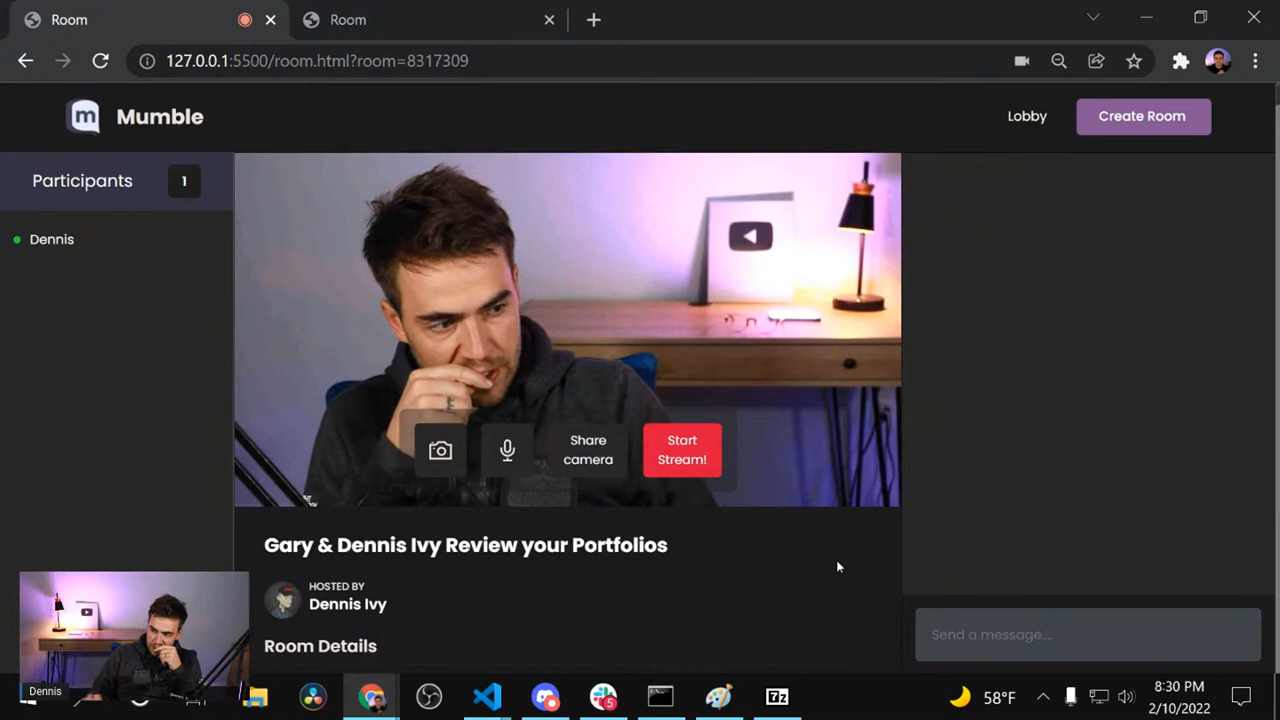 Room
Room
127.0.0.1:5500/room.html?room=8317309
m
Mumble
Lobby
Create Room
Participants
1
Dennis
Share
camera
Start
Stream!
Gary & Dennis Ivy Review your Portfolios
HOSTED BY
Dennis Ivy
Room Details
Send a message....
Dennis
5
7z
58°F
8:30 PM
2/10/2022